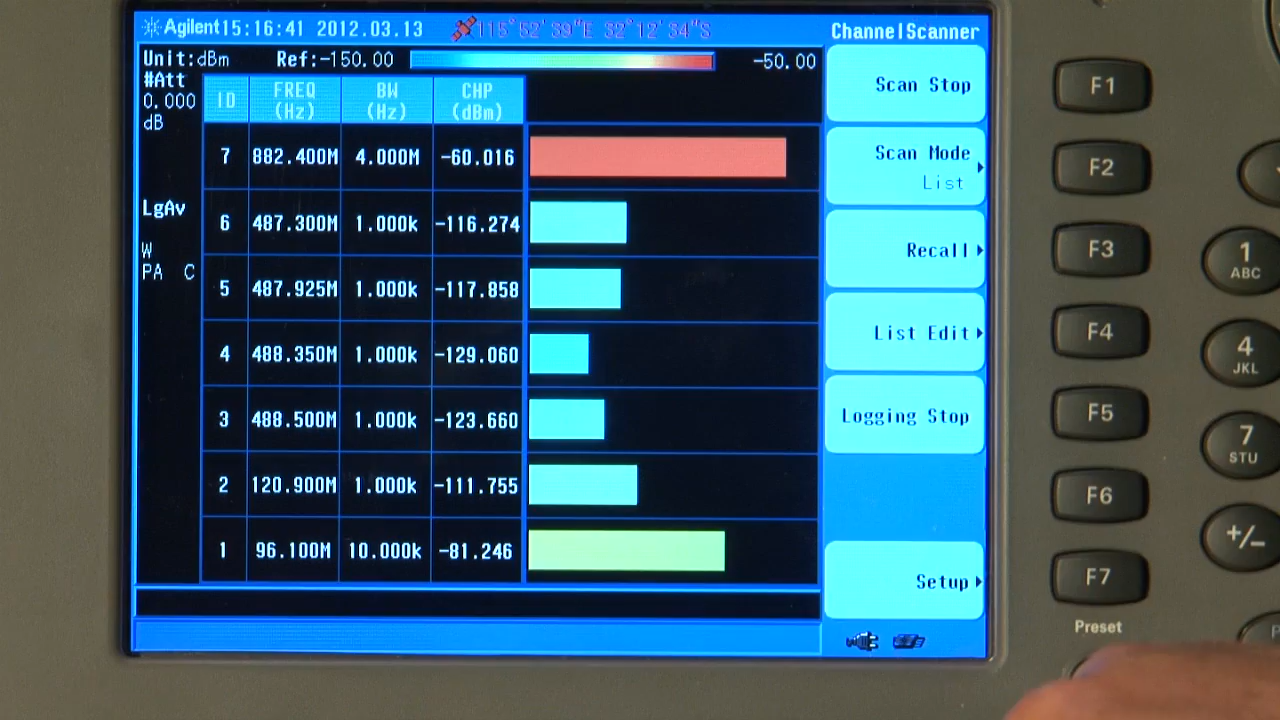 Agilent 15:16:41 2012.03.13 115°52'39"E 32°12'34"S ChannelScanner
Unit:dBm Ref:-150.00 -50.00
#Att
0.000
dB
LgAv
W
PA C
ID FREQ (Hz) BW (Hz) CHP (dBm)
7 882.400M 4.000M -60.016
6 487.300M 1.000k -116.274
5 487.925M 1.000k -117.858
4 488.350M 1.000k -129.060
3 488.500M 1.000k -123.660
2 120.900M 1.000k -111.755
1 96.100M 10.000k -81.246
Scan Stop
Scan Mode
List
Recall
List Edit
Logging Stop
Setup
F1
F2
F3
F4
F5
F6
F7
Preset
1
ABC
4
JKL
7
STU
+/-